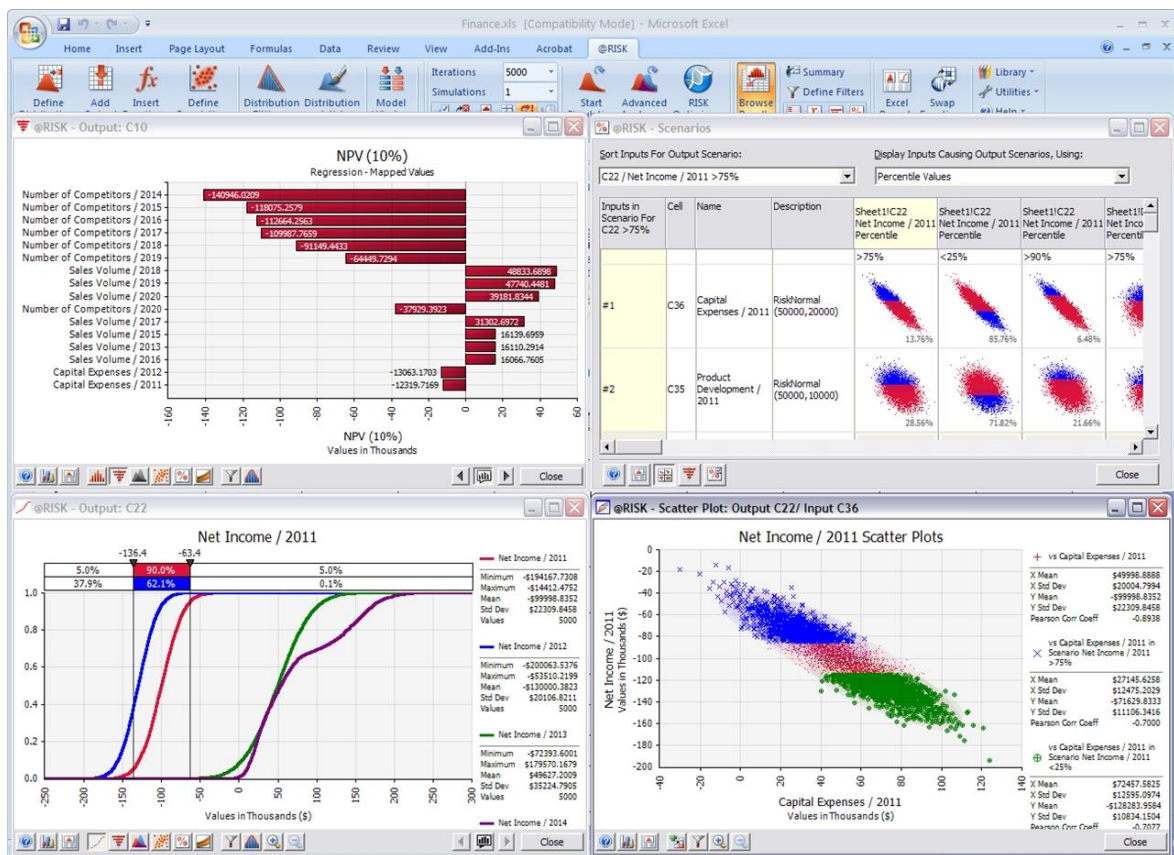 Finance.xls [Compatibility Mode] - Microsoft Excel
Home Insert Page Layout Formulas Data Review View Add-Ins Acrobat @RISK
Define Add Insert Define Distribution Distribution Model
Iterations 5000
Simulations 1
Start Advanced RISK
Browse
Summary
Define Filters
Excel Swap
Library
Utilities
Help
@RISK - Output: C10
NPV (10%)
Regression - Mapped Values
Number of Competitors / 2014 -140946.0209
Number of Competitors / 2015 -118075.2579
Number of Competitors / 2016 -112664.2563
Number of Competitors / 2017 -109987.7659
Number of Competitors / 2018 -91149.4433
Number of Competitors / 2019 -64449.7294
Sales Volume / 2018 48833.6898
Sales Volume / 2019 47740.4481
Sales Volume / 2020 39181.8344
Number of Competitors / 2020 -37929.3923
Sales Volume / 2017 31302.6972
Sales Volume / 2015 16139.6959
Sales Volume / 2013 16110.2914
Sales Volume / 2016 16066.7605
Capital Expenses / 2012 -13063.1703
Capital Expenses / 2011 -12319.7169
-160 -140 -120 -100 -80 -60 -40 -20 0 20 40 60
NPV (10%)
Values in Thousands
Close
@RISK - Scenarios
Sort Inputs For Output Scenario:
Display Inputs Causing Output Scenarios, Using:
C22 / Net Income / 2011 >75%
Percentile Values
Inputs in
Scenario For
C22 >75%
Cell
Name
Description
Sheet1!C22
Net Income / 2011
Percentile
Sheet1!C22
Net Income / 2011
Percentile
Sheet1!C22
Net Income / 2011
Percentile
>75% <25% >90% >75%
#1 C36
Capital
Expenses / 2011
RiskNormal
(50000,20000)
13.76% 85.76% 6.48%
#2 C35
Product
Development /
2011
RiskNormal
(50000,10000)
28.56% 71.82% 21.66%
Close
@RISK - Output: C22
Net Income / 2011
-136.4 -63.4
5.0% 90.0% 5.0%
37.9% 62.1% 0.1%
1.0
0.8
0.6
0.4
0.2
0.0
-250 -200 -150 -100 -50 0 50 100 150 200 250 300
Values in Thousands ($)
Net Income / 2011
Minimum -$194167.7308
Maximum -$14412.4752
Mean -$99998.8352
Std Dev $22309.8458
Values 5000
Net Income / 2012
Minimum -$200063.5376
Maximum -$53510.2199
Mean -$130000.3823
Std Dev $20106.8211
Values 5000
Net Income / 2013
Minimum -$72393.6001
Maximum $179570.1679
Mean $49627.2009
Std Dev $35224.7905
Values 5000
Net Income / 2014
Close
@RISK - Scatter Plot: Output C22/ Input C36
Net Income / 2011 Scatter Plots
Net Income / 2011
Values in Thousands ($)
0
-20
-40
-60
-80
-100
-120
-140
-160
-180
-200
-40 -20 0 20 40 60 80 100 120 140
Capital Expenses / 2011
Values in Thousands ($)
vs Capital Expenses / 2011
X Mean $49998.8888
X Std Dev $20004.7994
Y Mean -$99998.8352
Y Std Dev $22309.8458
Pearson Corr Coeff -0.8938
vs Capital Expenses / 2011 in
Scenario Net Income / 2011
>75%
X Mean $27145.6258
X Std Dev $12475.2029
Y Mean -$71629.8333
Y Std Dev $11106.3416
Pearson Corr Coeff -0.7000
vs Capital Expenses / 2011 in
Scenario Net Income / 2011
<25%
X Mean $72457.5825
X Std Dev $12595.0974
Y Mean -$128283.9584
Y Std Dev $10834.1504
Pearson Corr Coeff -0.7077
Close